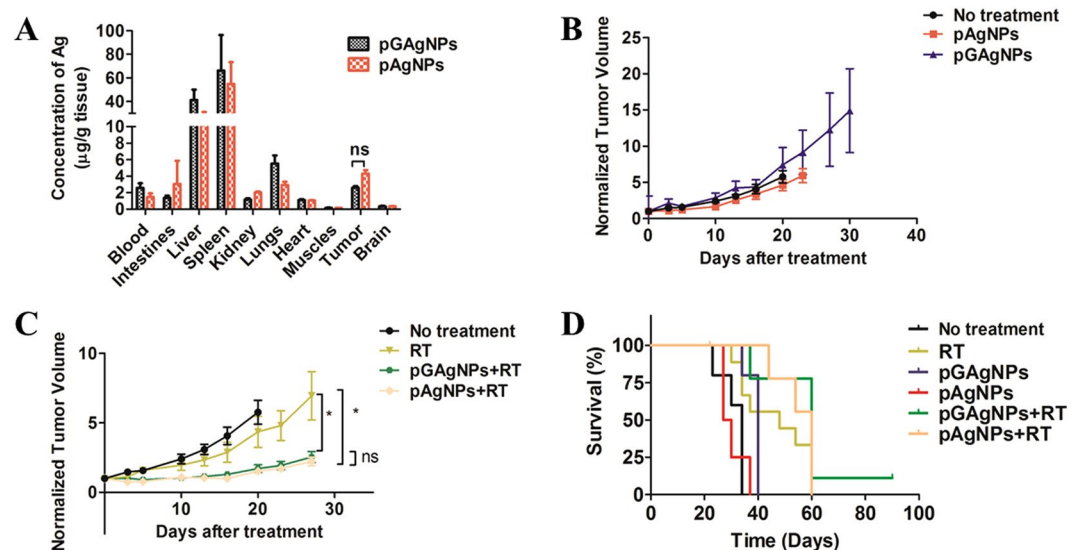 A
Concentration of Ag
(μg/g tissue)
100
80
60
40
8
6
4
2
0
pGAgNPs
pAgNPs
ns
Blood
Intestines
Liver
Spleen
Kidney
Lungs
Heart
Muscles
Tumor
Brain
B
Normalized Tumor Volume
25
20
15
10
5
0
0 10 20 30 40
Days after treatment
No treatment
pAgNPs
pGAgNPs
C
Normalized Tumor Volume
10
5
0
10 20 30
Days after treatment
No treatment
RT
pGAgNPs+RT
pAgNPs+RT
*
*
ns
D
Survival (%)
100
75
50
25
0
0 20 40 60 80 100
Time (Days)
No treatment
RT
pGAgNPs
pAgNPs
pGAgNPs+RT
pAgNPs+RT